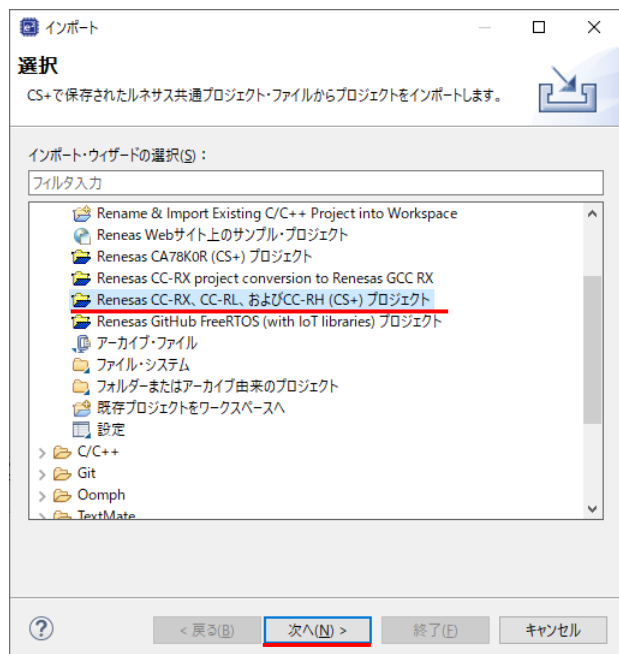 インポート
選択
CS+で保存されたルネサス共通プロジェクト・ファイルからプロジェクトをインポートします。
インポート・ウィザードの選択(S)：
フィルタ入力
Rename & Import Existing C/C++ Project into Workspace
Reneas Webサイト上のサンプル・プロジェクト
Renesas CA78K0R (CS+) プロジェクト
Renesas CC-RX project conversion to Renesas GCC RX
Renesas CC-RX、CC-RL、およびCC-RH (CS+) プロジェクト
Renesas GitHub FreeRTOS (with IoT libraries) プロジェクト
アーカイブ・ファイル
ファイル・システム
フォルダーまたはアーカイブ由来のプロジェクト
既存プロジェクトをワークスペースへ
設定
C/C++
Git
Oomph
TextMate
< 戻る(B) 次へ(N) > 終了(F) キャンセル